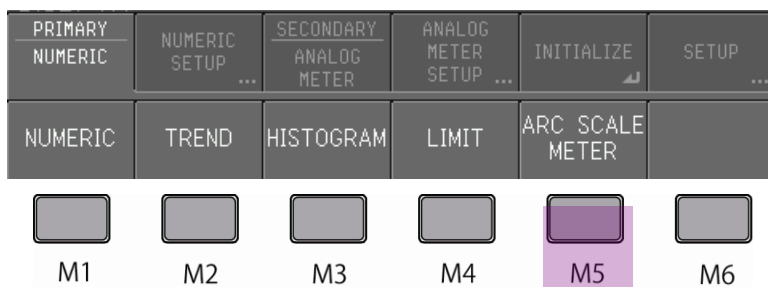 PRIMARY
NUMERIC
NUMERIC
SETUP ...
SECONDARY
ANALOG
METER
ANALOG
METER
SETUP ...
INITIALIZE
SETUP
...
NUMERIC
TREND
HISTOGRAM
LIMIT
ARC SCALE
METER
M1
M2
M3
M4
M5
M6